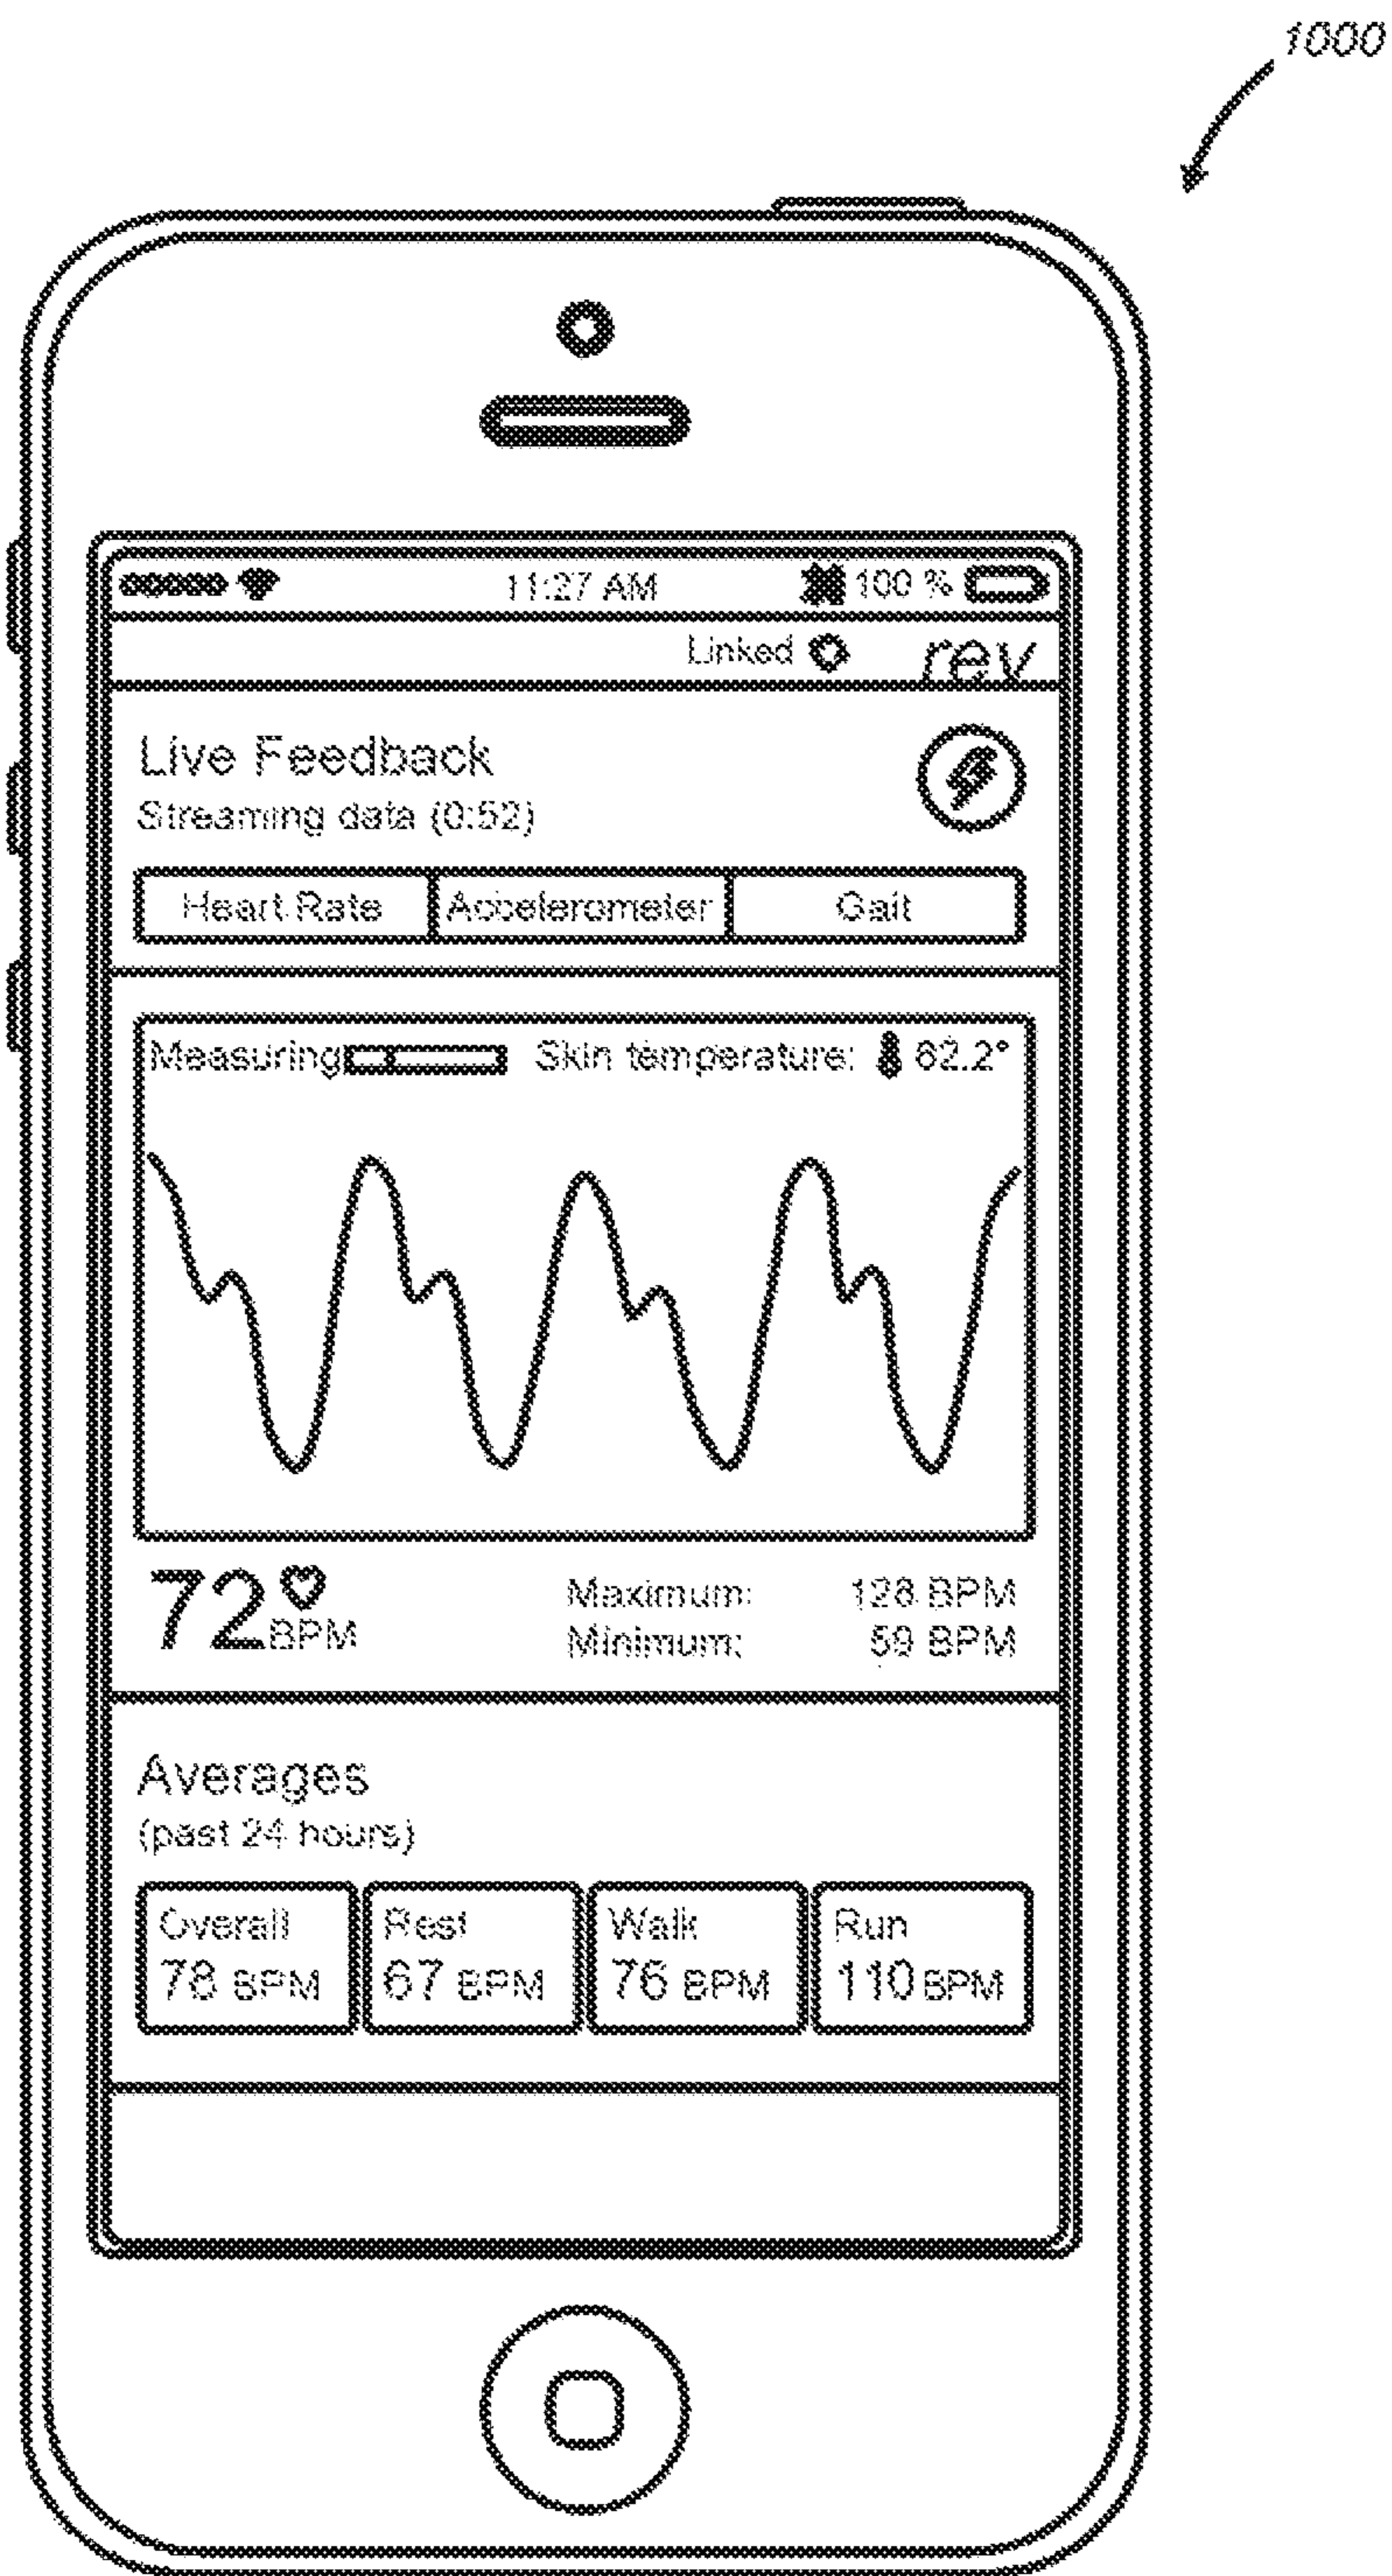 1000
11:27 AM 100 %
Linked rev
Live Feedback
Streaming data (0:52)
Heart Rate Accelerometer Gait
Measuring Skin temperature: 62.2°
72 BPM
Maximum: 128 BPM
Minimum: 59 BPM
Averages
(past 24 hours)
Overall Rest Walk Run
78 BPM 67 BPM 76 BPM 110 BPM